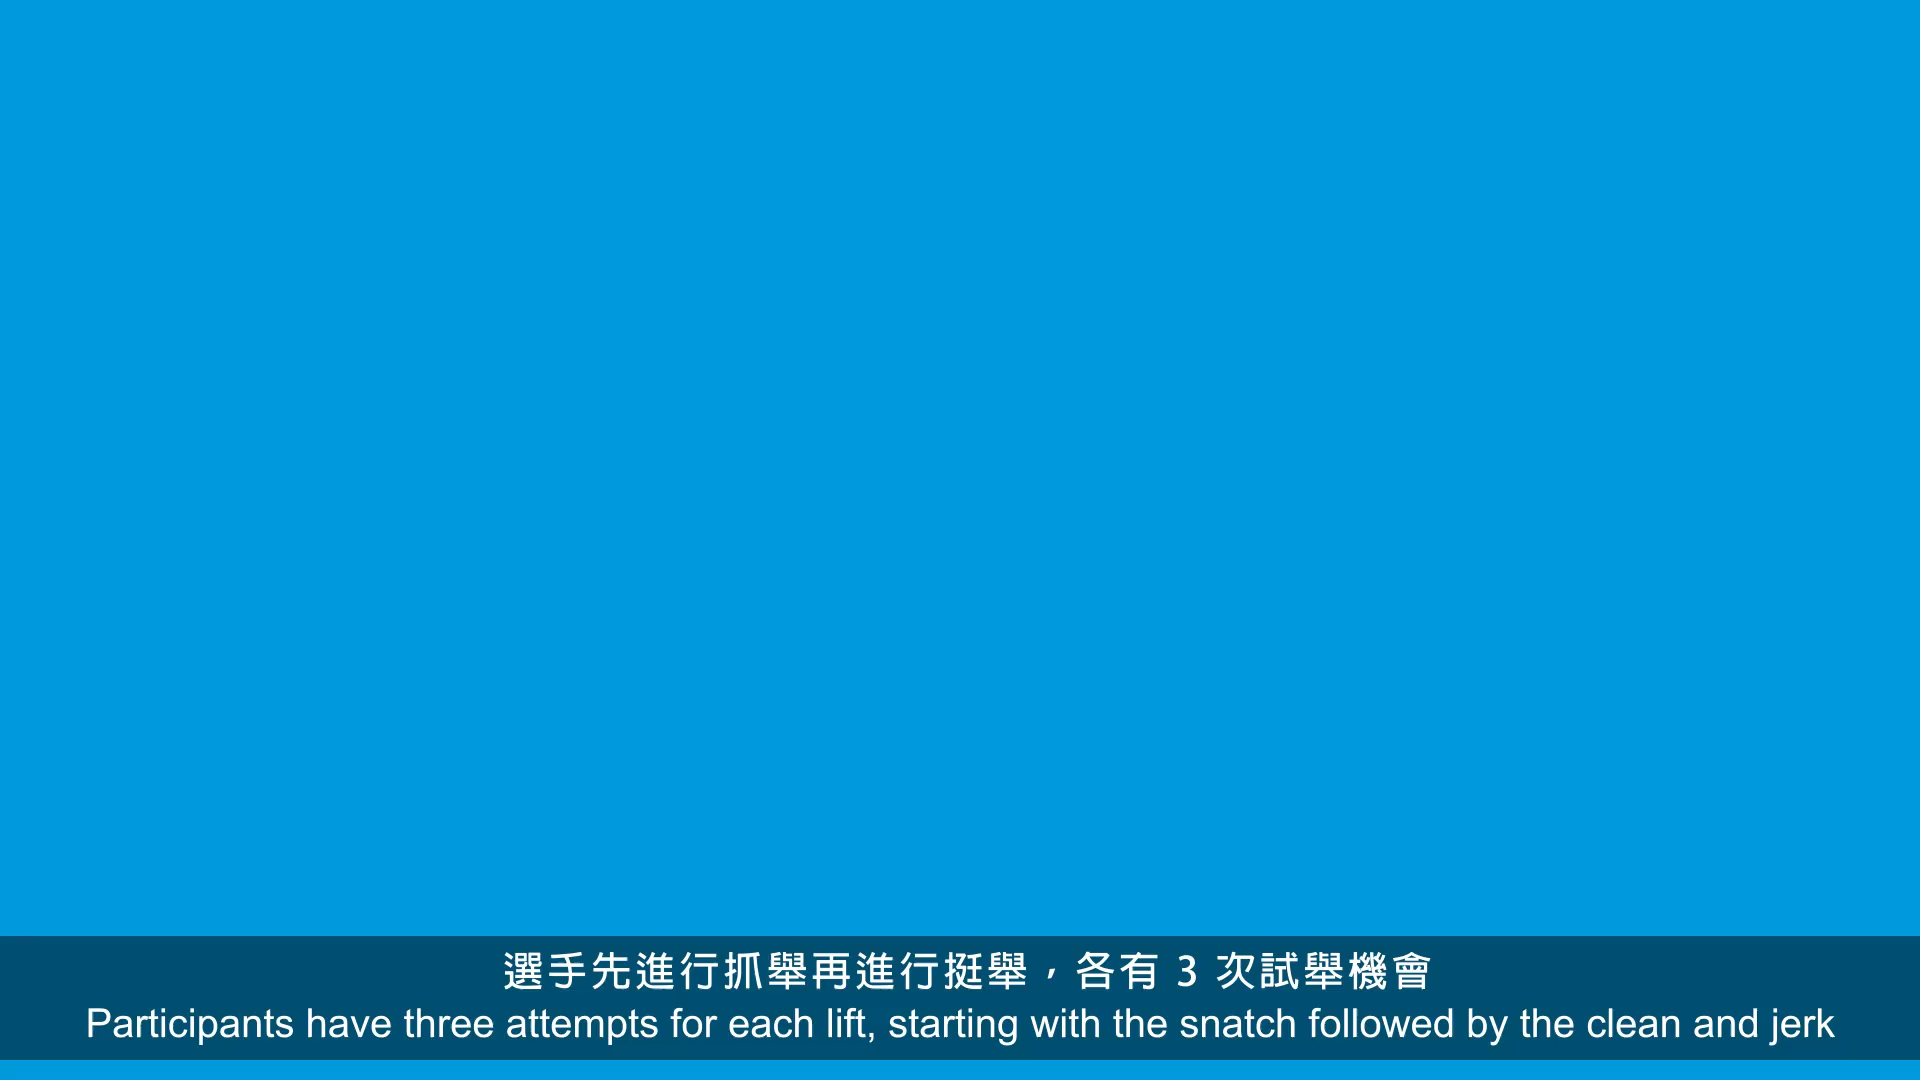 選手先進行抓舉再進行挺舉，各有 3 次試舉機會
Participants have three attempts for each lift, starting with the snatch followed by the clean and jerk